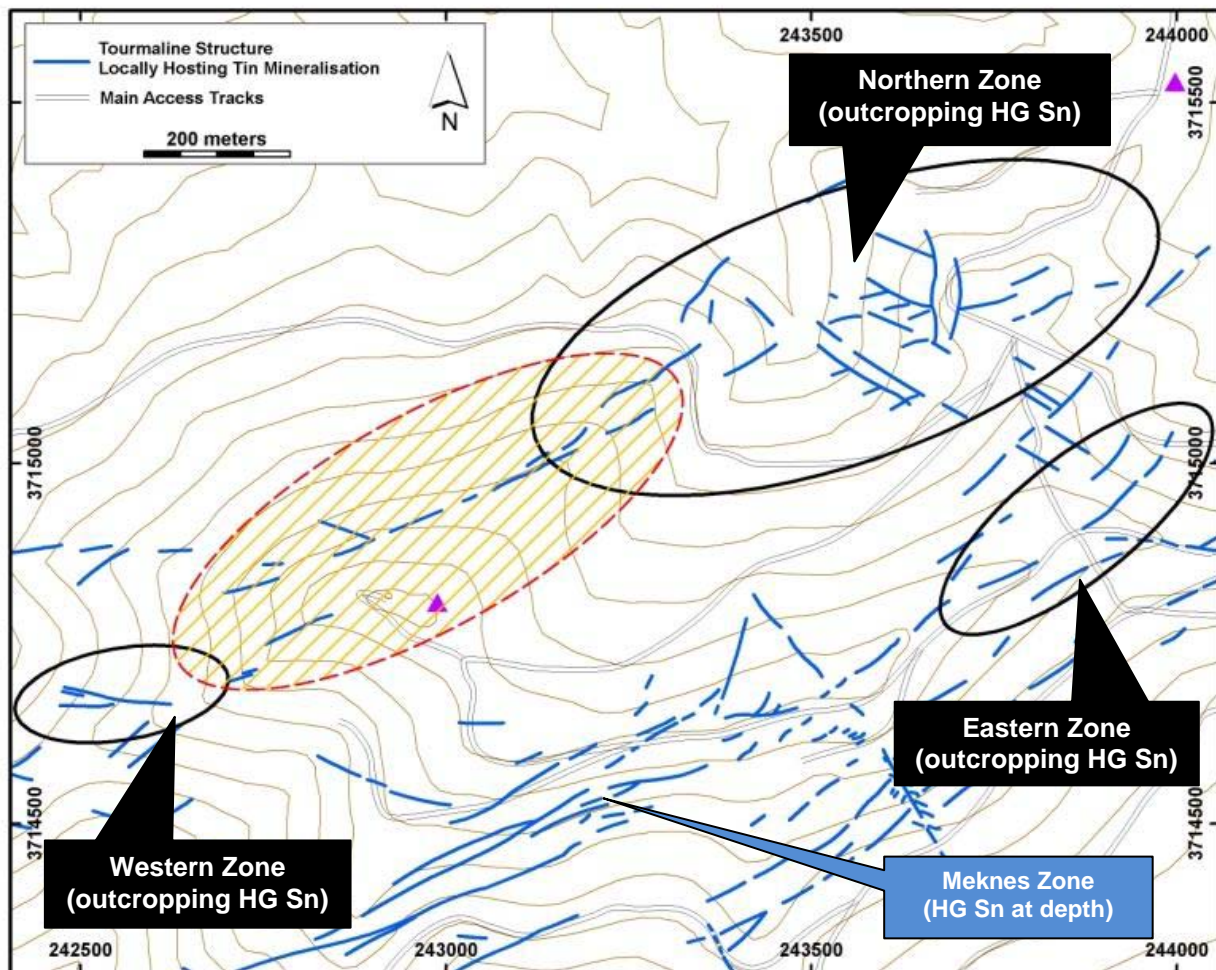 243500
244000
Tourmaline Structure
Locally Hosting Tin Mineralisation
Main Access Tracks
200 meters
N
Northern Zone
(outcropping HG Sn)
3715500
3715000
3715000
Eastern Zone
(outcropping HG Sn)
3714500
3714500
Western Zone
(outcropping HG Sn)
Meknes Zone
(HG Sn at depth)
242500
243000
243500
244000